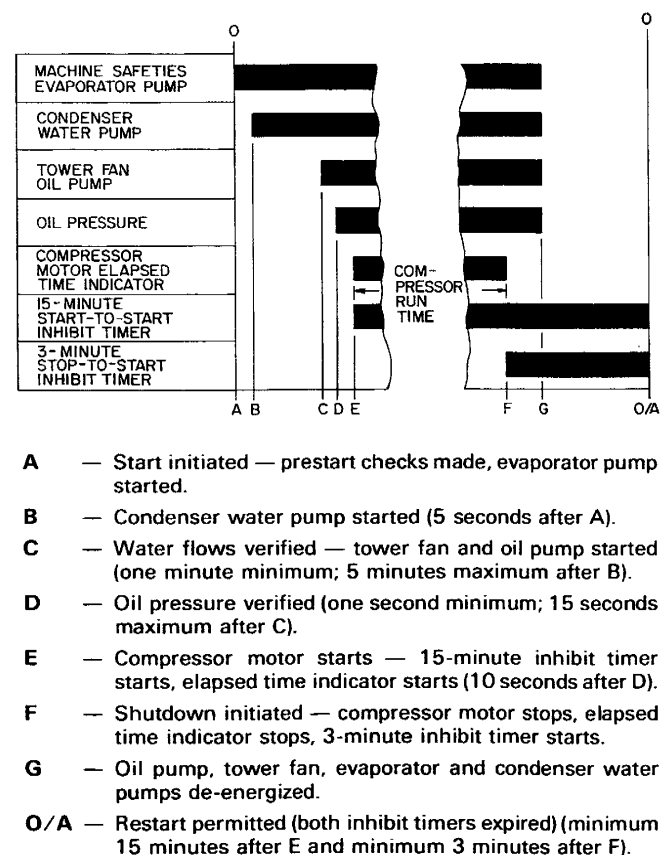 O
O
MACHINE SAFETIES
EVAPORATOR PUMP
CONDENSER
WATER PUMP
TOWER FAN
OIL PUMP
OIL PRESSURE
COMPRESSOR
MOTOR ELAPSED
TIME INDICATOR
COM-
PRESSOR
RUN
TIME
15-MINUTE
START-TO-START
INHIBIT TIMER
3-MINUTE
STOP-TO-START
INHIBIT TIMER
A B C D E F G O/A
A — Start initiated — prestart checks made, evaporator pump
started.
B — Condenser water pump started (5 seconds after A).
C — Water flows verified — tower fan and oil pump started
(one minute minimum; 5 minutes maximum after B).
D — Oil pressure verified (one second minimum; 15 seconds
maximum after C).
E — Compressor motor starts — 15-minute inhibit timer
starts, elapsed time indicator starts (10 seconds after D).
F — Shutdown initiated — compressor motor stops, elapsed
time indicator stops, 3-minute inhibit timer starts.
G — Oil pump, tower fan, evaporator and condenser water
pumps de-energized.
O/A — Restart permitted (both inhibit timers expired) (minimum
15 minutes after E and minimum 3 minutes after F).